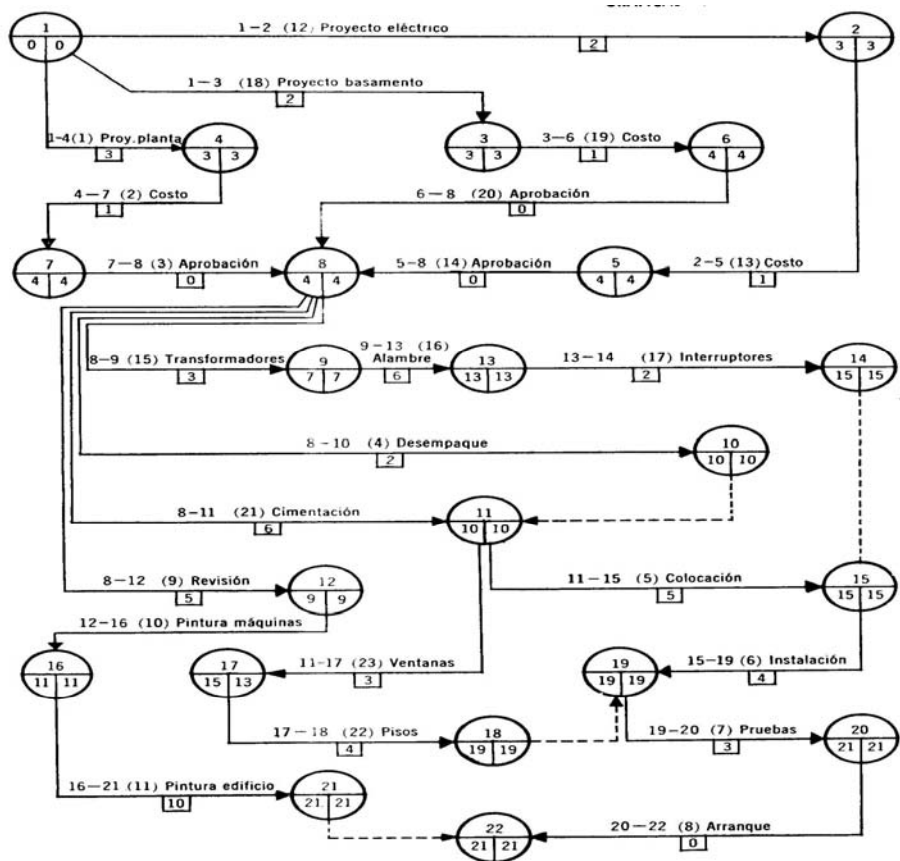 1
0 0
1-2 (12) Proyecto eléctrico
2
2
3 3
1-3 (18) Proyecto basamento
2
1-4(1) Proy.planta
3
4
3 3
3
3 3
3-6 (19) Costo
1
6
4 4
4-7 (2) Costo
1
6-8 (20) Aprobación
0
7
4 4
7-8 (3) Aprobación
0
8
4 4
5-8 (14) Aprobación
0
5
4 4
2-5 (13) Costo
1
8-9 (15) Transformadores
3
9
7 7
9-13 (16)
Alambre
6
13
13 13
13-14 (17) Interruptores
2
14
15 15
8-10 (4) Desempaque
2
10
10 10
8-11 (21) Cimentación
6
11
10 10
8-12 (9) Revisión
5
12
9 9
11-15 (5) Colocación
5
15
15 15
12-16 (10) Pintura máquinas
16
11 11
17
15 13
11-17 (23) Ventanas
3
19
19 19
15-19 (6) Instalación
4
17-18 (22) Pisos
4
18
19 19
19-20 (7) Pruebas
3
20
21 21
16-21 (11) Pintura edificio
10
21
21 21
22
21 21
20-22 (8) Arranque
0